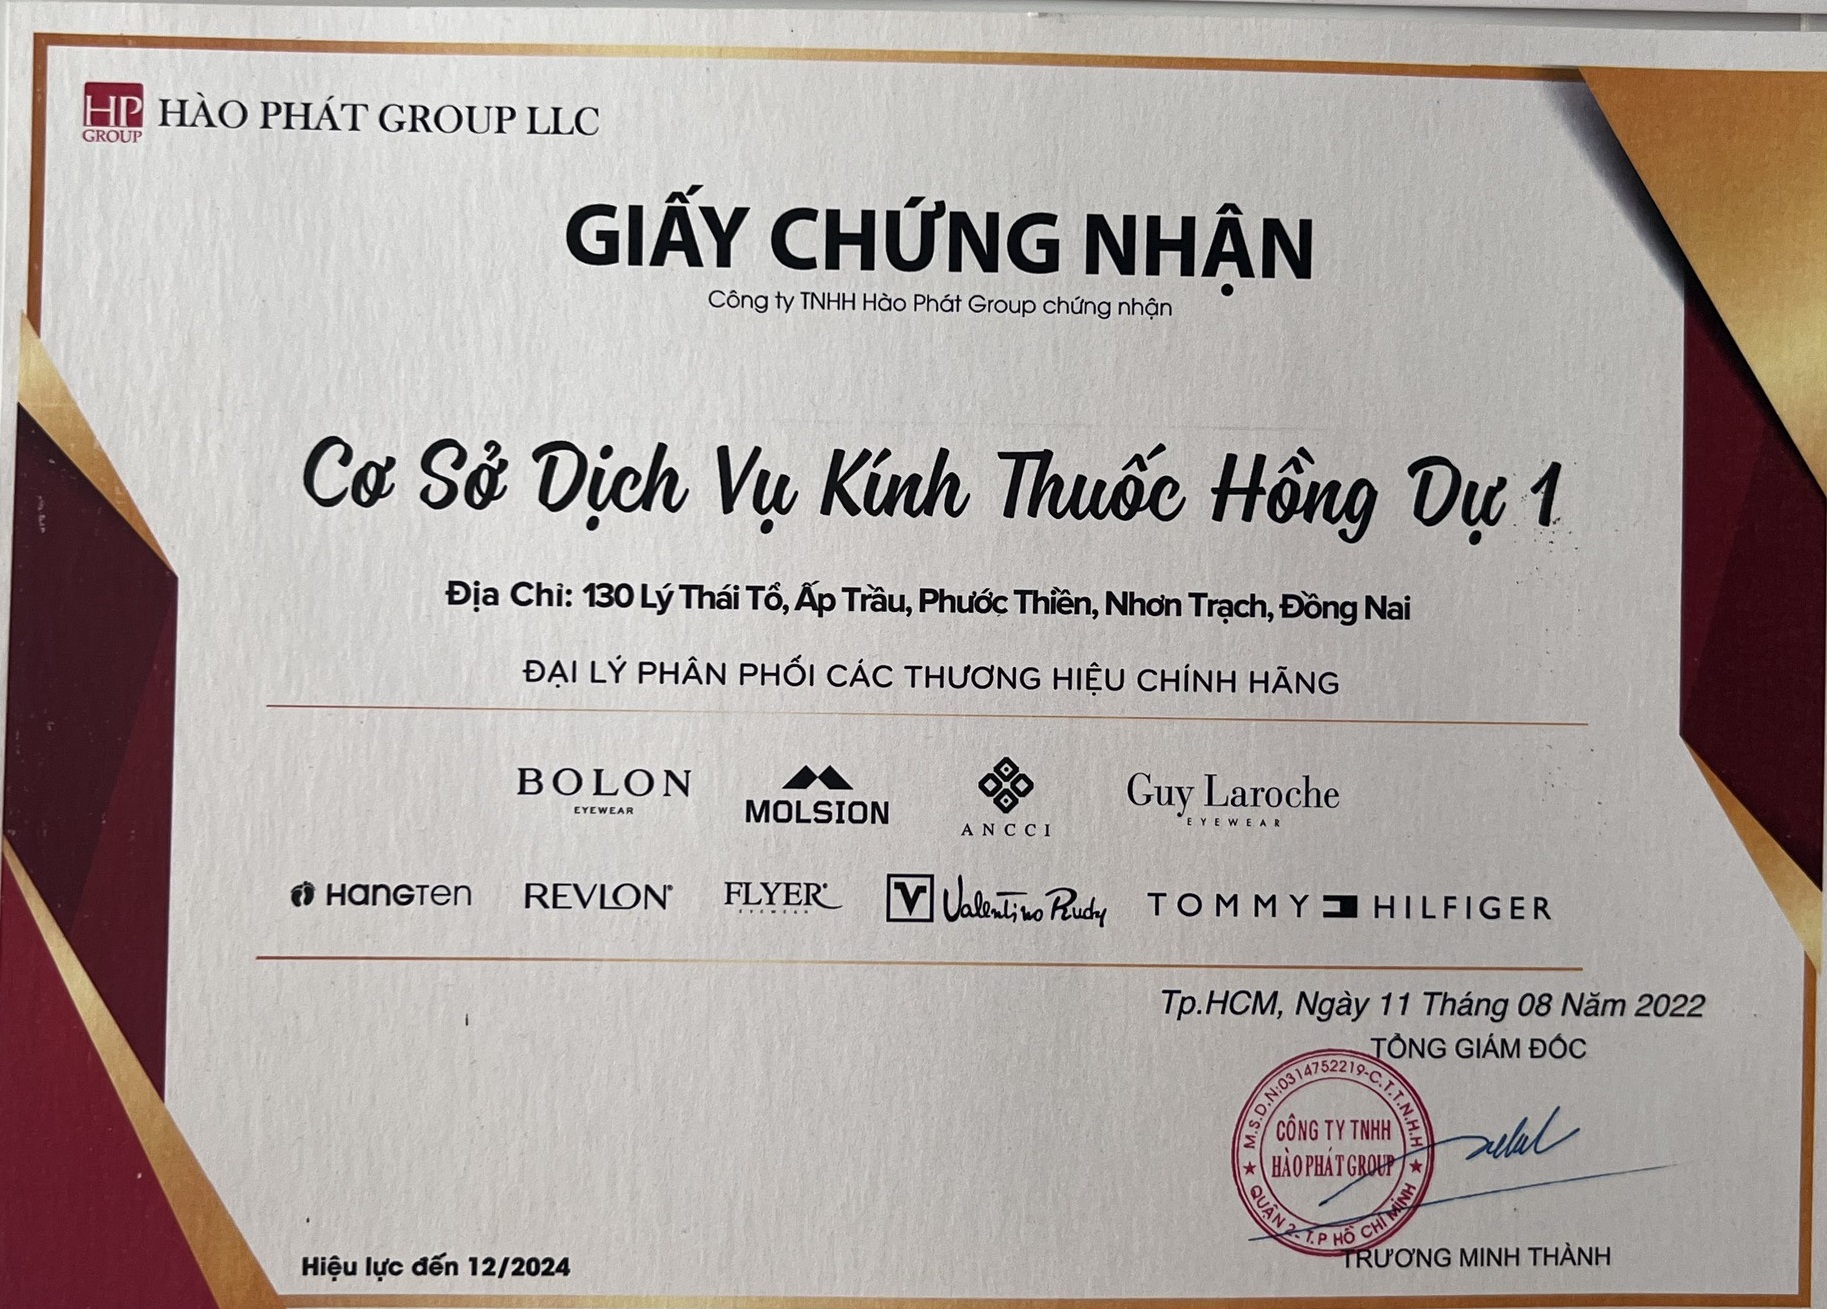 HP
GROUP
HÀO PHÁT GROUP LLC
GIẤY CHỨNG NHẬN
Công ty TNHH Hào Phát Group chứng nhận
Cơ Sở Dịch Vụ Kính Thuốc Hồng Dự 1
Địa Chỉ: 130 Lý Thái Tổ, Ấp Trầu, Phước Thiền, Nhơn Trạch, Đồng Nai
ĐẠI LÝ PHÂN PHỐI CÁC THƯƠNG HIỆU CHÍNH HÃNG
BOLON
EYEWEAR
MOLSION
ANCCI
Guy Laroche
EYEWEAR
HANGTEN
REVLON®
FLYER
EYEWEAR
V Valentino Rudy
TOMMY HILFIGER
Tp.HCM, Ngày 11 Tháng 08 Năm 2022
TỔNG GIÁM ĐỐC
M.S.D.N:0314752219-C.T.T.N.H.H
CÔNG TY TNHH
HÀO PHÁT GROUP
QUẬN 2-T.P HỒ CHÍ MINH
TRƯƠNG MINH THÀNH
Hiệu lực đến 12/2024